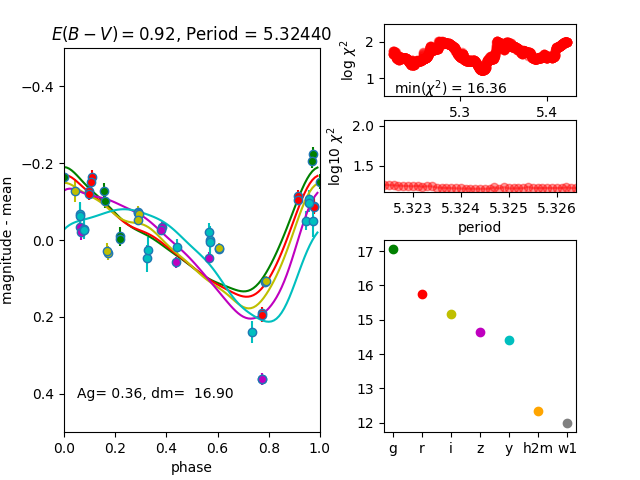 E(B − V) = 0.92, Period = 5.32440
magnitude - mean
−0.4
−0.2
0.0
0.2
0.4
Ag= 0.36, dm=  16.90
0.0 0.2 0.4 0.6 0.8 1.0
phase
log χ²
2
1
min(χ²) = 16.36
5.3 5.4
log10 χ²
2.0
1.5
5.323 5.324 5.325 5.326
period
17
16
15
14
13
12
g r i z y h2m w1